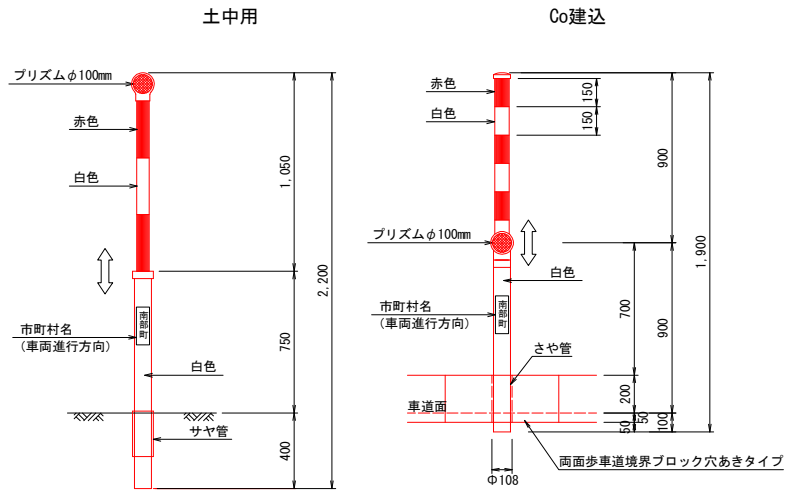 土中用
プリズムφ100mm
赤色
白色
市町村名
(車両進行方向)
南部町
白色
サヤ管
1,050
750
400
2,200
Co建込
赤色
白色
プリズムφ100mm
白色
市町村名
(車両進行方向)
南部町
さや管
車道面
両面歩車道境界ブロック穴あきタイプ
Φ108
150
150
900
700
900
200
50
50
100
1,900